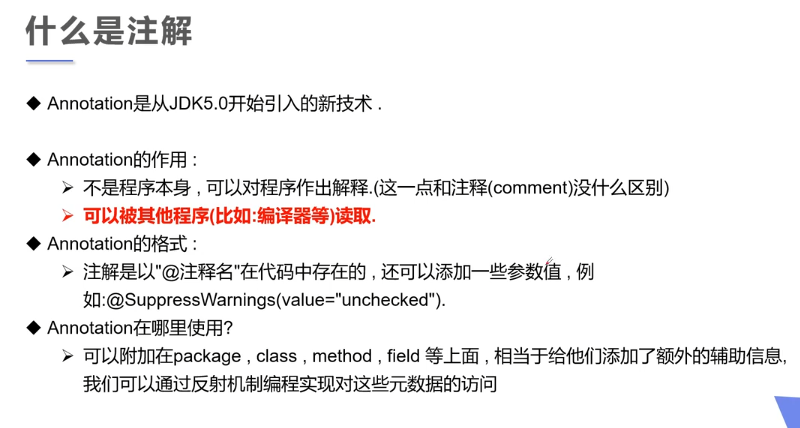 什么是注解
◆ Annotation是从JDK5.0开始引入的新技术 .
◆ Annotation的作用 :
➢ 不是程序本身 , 可以对程序作出解释.(这一点和注释(comment)没什么区别)
➢ 可以被其他程序(比如:编译器等)读取.
◆ Annotation的格式 :
➢ 注解是以"@注释名"在代码中存在的 , 还可以添加一些参数值 , 例
如:@SuppressWarnings(value="unchecked").
◆ Annotation在哪里使用?
➢ 可以附加在package , class , method , field 等上面 , 相当于给他们添加了额外的辅助信息,
我们可以通过反射机制编程实现对这些元数据的访问